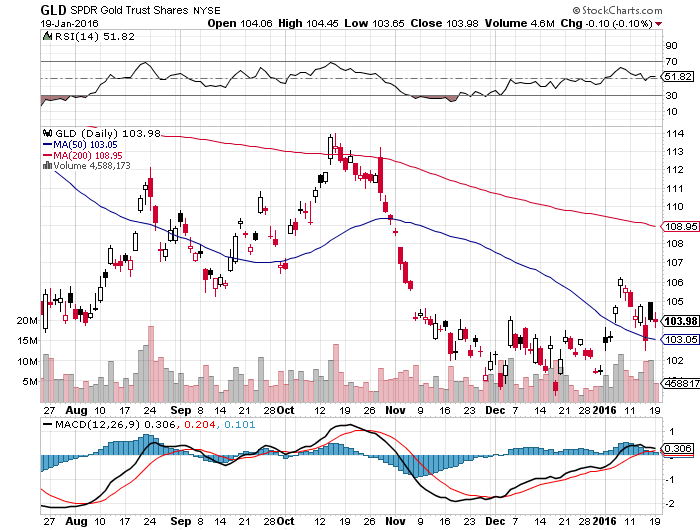 GLD SPDR Gold Trust Shares NYSE © StockCharts.com
19-Jan-2016 Open 104.06 High 104.45 Low 103.65 Close 103.98 Volume 4.6M Chg -0.10 (-0.10%)
RSI(14) 51.82
90
70
51.82
30
10
GLD (Daily) 103.98
MA(50) 103.05
MA(200) 108.95
Volume 4,588,173
114
113
112
111
110
108.95
108
107
106
105
20M 103.98
15M 103.05
10M 102
5M 4588173
27 Aug 10 17 24 Sep 8 14 21 28 Oct 12 19 26 Nov 9 16 23 Dec 7 14 21 28 2016 11 19
MACD(12,26,9) 0.306, 0.204, 0.101
1
0.306
-1
-2
27 Aug 10 17 24 Sep 8 14 21 28 Oct 12 19 26 Nov 9 16 23 Dec 7 14 21 28 2016 11 19